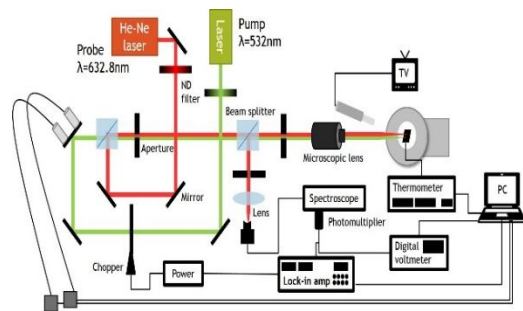 He-Ne
laser
Probe
λ=632.8nm
Laser
Pump
λ=532nm
ND
filter
Beam splitter
TV
Aperture
Microscopic lens
Mirror
Lens
Spectroscope
Thermometer
PC
Photomultiplier
Chopper
Power
Lock-in amp
Digital
voltmeter